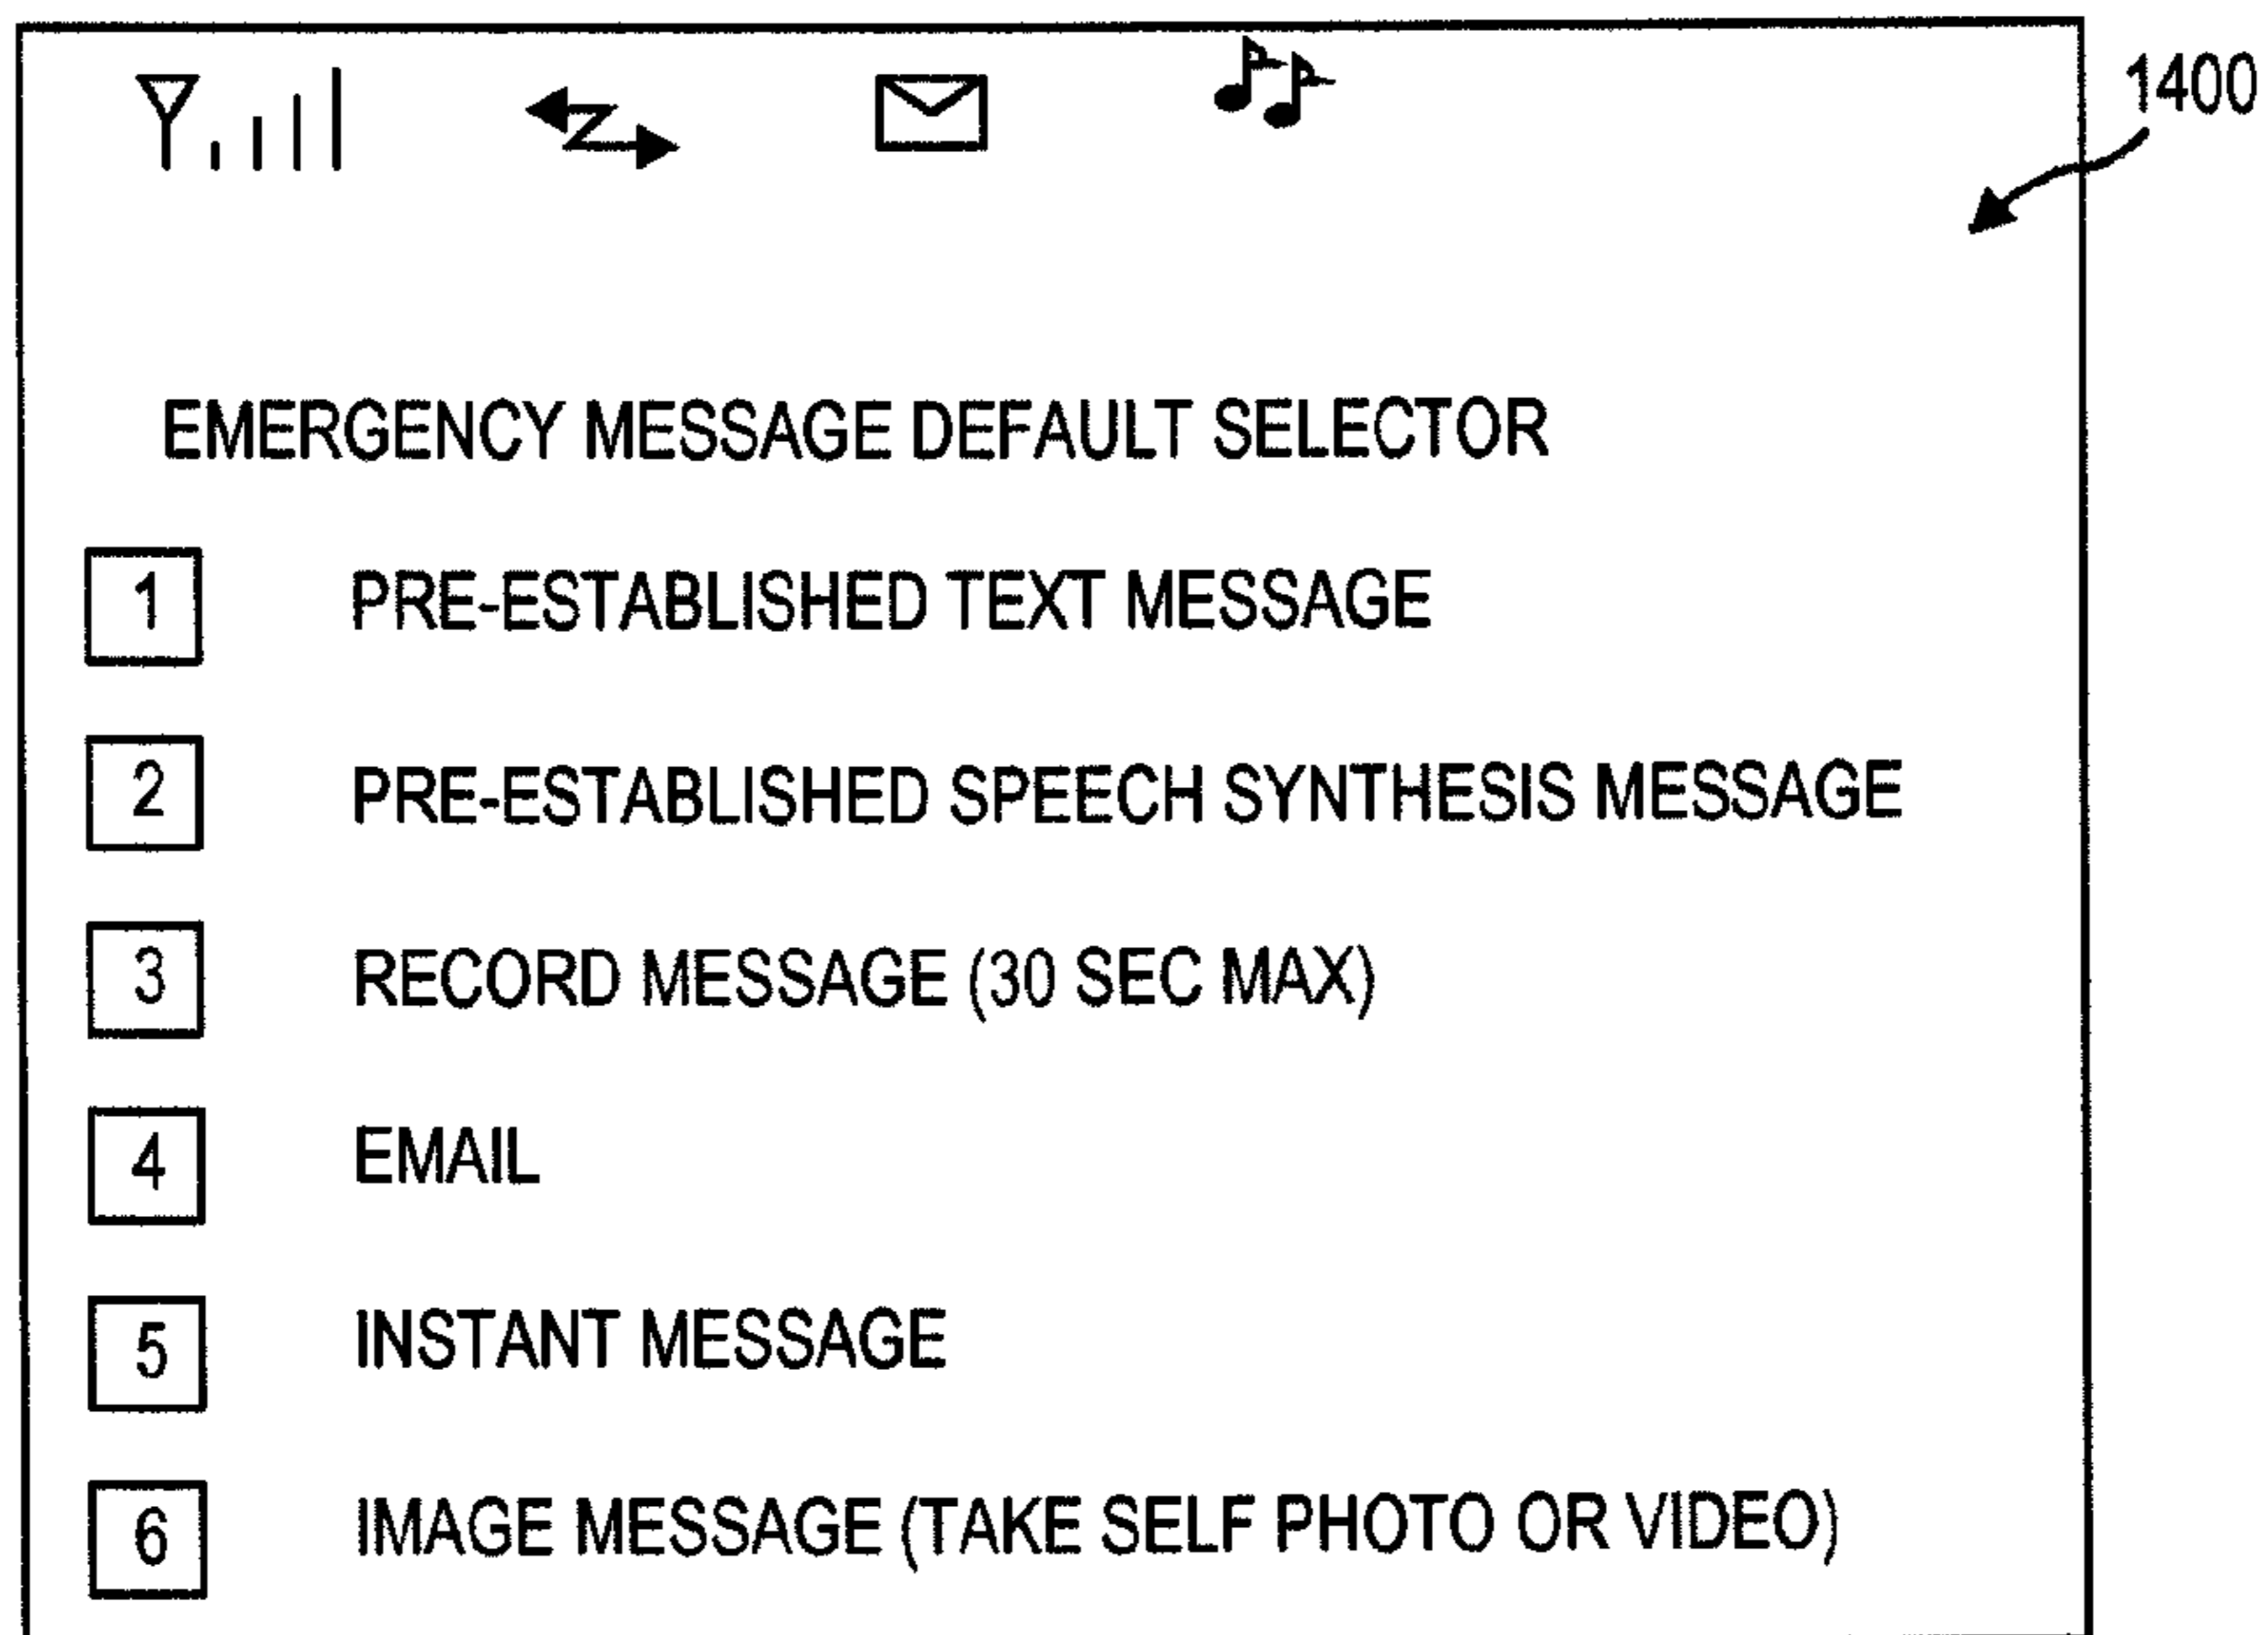 1400
EMERGENCY MESSAGE DEFAULT SELECTOR
1 PRE-ESTABLISHED TEXT MESSAGE
2 PRE-ESTABLISHED SPEECH SYNTHESIS MESSAGE
3 RECORD MESSAGE (30 SEC MAX)
4 EMAIL
5 INSTANT MESSAGE
6 IMAGE MESSAGE (TAKE SELF PHOTO OR VIDEO)